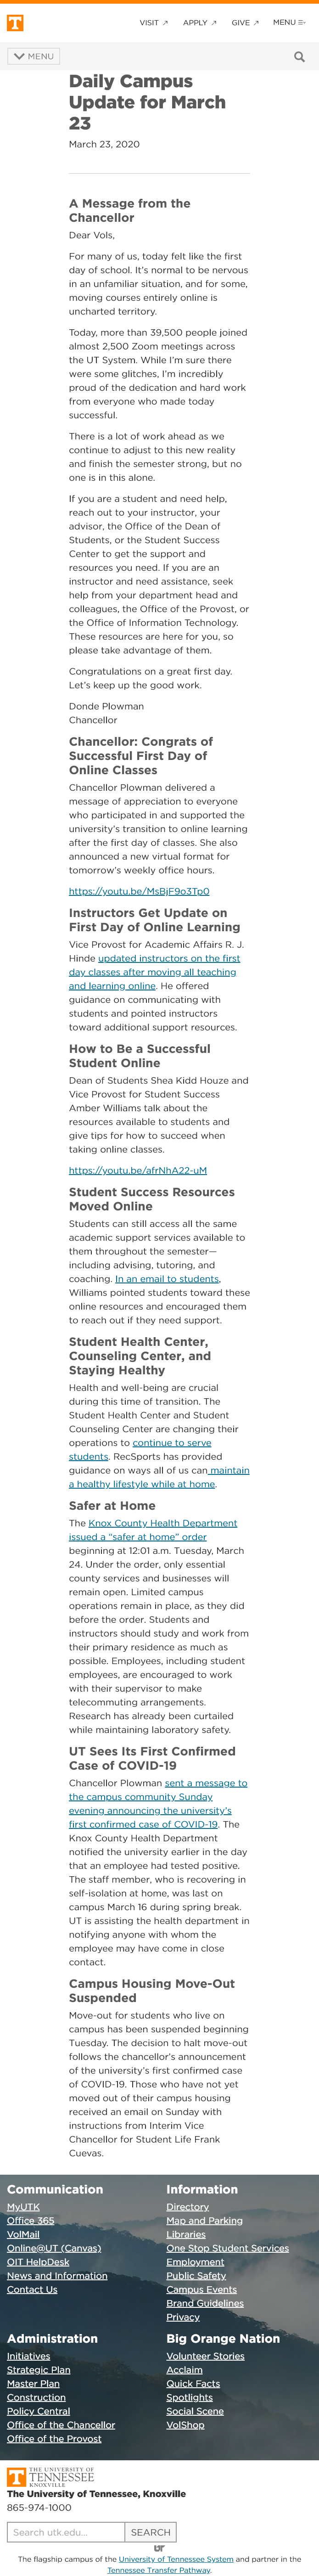 T
VISIT ↗ APPLY ↗ GIVE ↗ MENU
MENU
Daily Campus
Update for March
23
March 23, 2020
A Message from the
Chancellor
Dear Vols,
For many of us, today felt like the first
day of school. It's normal to be nervous
in an unfamiliar situation, and for some,
moving courses entirely online is
uncharted territory.
Today, more than 39,500 people joined
almost 2,500 Zoom meetings across
the UT System. While I'm sure there
were some glitches, I'm incredibly
proud of the dedication and hard work
from everyone who made today
successful.
There is a lot of work ahead as we
continue to adjust to this new reality
and finish the semester strong, but no
one is in this alone.
If you are a student and need help,
reach out to your instructor, your
advisor, the Office of the Dean of
Students, or the Student Success
Center to get the support and
resources you need. If you are an
instructor and need assistance, seek
help from your department head and
colleagues, the Office of the Provost, or
the Office of Information Technology.
These resources are here for you, so
please take advantage of them.
Congratulations on a great first day.
Let's keep up the good work.
Donde Plowman
Chancellor
Chancellor: Congrats of
Successful First Day of
Online Classes
Chancellor Plowman delivered a
message of appreciation to everyone
who participated in and supported the
university's transition to online learning
after the first day of classes. She also
announced a new virtual format for
tomorrow's weekly office hours.
https://youtu.be/MsBjF9o3Tp0
Instructors Get Update on
First Day of Online Learning
Vice Provost for Academic Affairs R. J.
Hinde updated instructors on the first
day classes after moving all teaching
and learning online. He offered
guidance on communicating with
students and pointed instructors
toward additional support resources.
How to Be a Successful
Student Online
Dean of Students Shea Kidd Houze and
Vice Provost for Student Success
Amber Williams talk about the
resources available to students and
give tips for how to succeed when
taking online classes.
https://youtu.be/afrNhA22-uM
Student Success Resources
Moved Online
Students can still access all the same
academic support services available to
them throughout the semester—
including advising, tutoring, and
coaching. In an email to students,
Williams pointed students toward these
online resources and encouraged them
to reach out if they need support.
Student Health Center,
Counseling Center, and
Staying Healthy
Health and well-being are crucial
during this time of transition. The
Student Health Center and Student
Counseling Center are changing their
operations to continue to serve
students. RecSports has provided
guidance on ways all of us can maintain
a healthy lifestyle while at home.
Safer at Home
The Knox County Health Department
issued a "safer at home" order
beginning at 12:01 a.m. Tuesday, March
24. Under the order, only essential
county services and businesses will
remain open. Limited campus
operations remain in place, as they did
before the order. Students and
instructors should study and work from
their primary residence as much as
possible. Employees, including student
employees, are encouraged to work
with their supervisor to make
telecommuting arrangements.
Research has already been curtailed
while maintaining laboratory safety.
UT Sees Its First Confirmed
Case of COVID-19
Chancellor Plowman sent a message to
the campus community Sunday
evening announcing the university's
first confirmed case of COVID-19. The
Knox County Health Department
notified the university earlier in the day
that an employee had tested positive.
The staff member, who is recovering in
self-isolation at home, was last on
campus March 16 during spring break.
UT is assisting the health department in
notifying anyone with whom the
employee may have come in close
contact.
Campus Housing Move-Out
Suspended
Move-out for students who live on
campus has been suspended beginning
Tuesday. The decision to halt move-out
follows the chancellor's announcement
of the university's first confirmed case
of COVID-19. Those who have not yet
moved out of their campus housing
received an email on Sunday with
instructions from Interim Vice
Chancellor for Student Life Frank
Cuevas.
Communication
MyUTK
Office 365
VolMail
Online@UT (Canvas)
OIT HelpDesk
News and Information
Contact Us
Information
Directory
Map and Parking
Libraries
One Stop Student Services
Employment
Public Safety
Campus Events
Brand Guidelines
Privacy
Administration
Initiatives
Strategic Plan
Master Plan
Construction
Policy Central
Office of the Chancellor
Office of the Provost
Big Orange Nation
Volunteer Stories
Acclaim
Quick Facts
Spotlights
Social Scene
VolShop
T
THE UNIVERSITY OF
TENNESSEE
KNOXVILLE
The University of Tennessee, Knoxville
865-974-1000
Search utk.edu... SEARCH
UT
The flagship campus of the University of Tennessee System and partner in the
Tennessee Transfer Pathway.